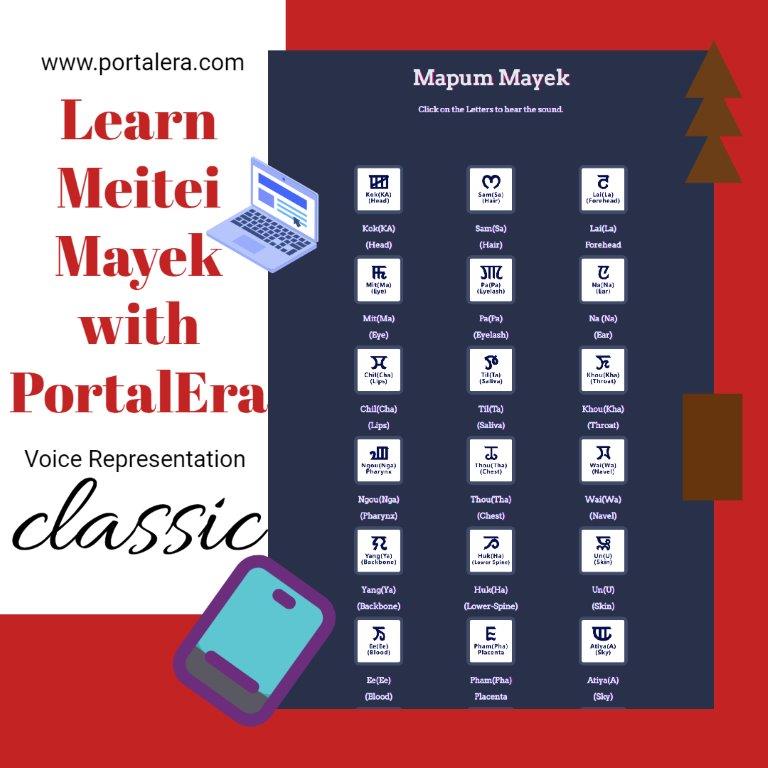 www.portalera.com
Learn
Meitei
Mayek
with
PortalEra
Voice Representation
classic
Mapum Mayek
Click on the Letters to hear the sound.
ꯀ ꯁ ꯂ
Kok(KA) Sam(Sa) Lai(La)
(Head) (Hair) (Forehead)
Kok(KA) Sam(Sa) Lai(La)
(Head) (Hair) Forehead
ꯃ ꯄ ꯅ
Mit(Ma) Pa(Pa) Na(Na)
(Eye) (Eyelash) (Ear)
Mit(Ma) Pa(Pa) Na (Na)
(Eye) (Eyelash) (Ear)
ꯆ ꯇ ꯈ
Chil(Cha) Til(Ta) Khou(Kha)
(Lips) (Saliva) (Throat)
Chil(Cha) Til(Ta) Khou(Kha)
(Lips) (Saliva) (Throat)
ꯉ ꯊ ꯋ
Ngou(Nga) Thou(Tha) Wai(Wa)
Pharynx (Chest) (Navel)
Ngou(Nga) Thou(Tha) Wai(Wa)
(Pharynx) (Chest) (Navel)
ꯌ ꯍ ꯎ
Yang(Ya) Huk(Ha) Un(U)
(Backbone) (Lower Spine) (Skin)
Yang(Ya) Huk(Ha) Un(U)
(Backbone) (Lower-Spine) (Skin)
ꯏ ꯐ ꯑ
Ee(Ee) Pham(Pha) Atiya(A)
(Blood) Placenta (Sky)
Ee(Ee) Pham(Pha) Atiya(A)
(Blood) Placenta (Sky)